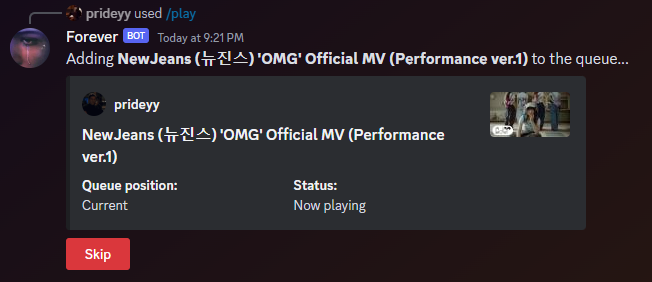 prideyy used /play
Forever BOT Today at 9:21 PM
Adding NewJeans (뉴진스) 'OMG' Official MV (Performance ver.1) to the queue...
prideyy
NewJeans (뉴진스) 'OMG' Official MV (Performance
ver.1)
Queue position: Status:
Current Now playing
Skip